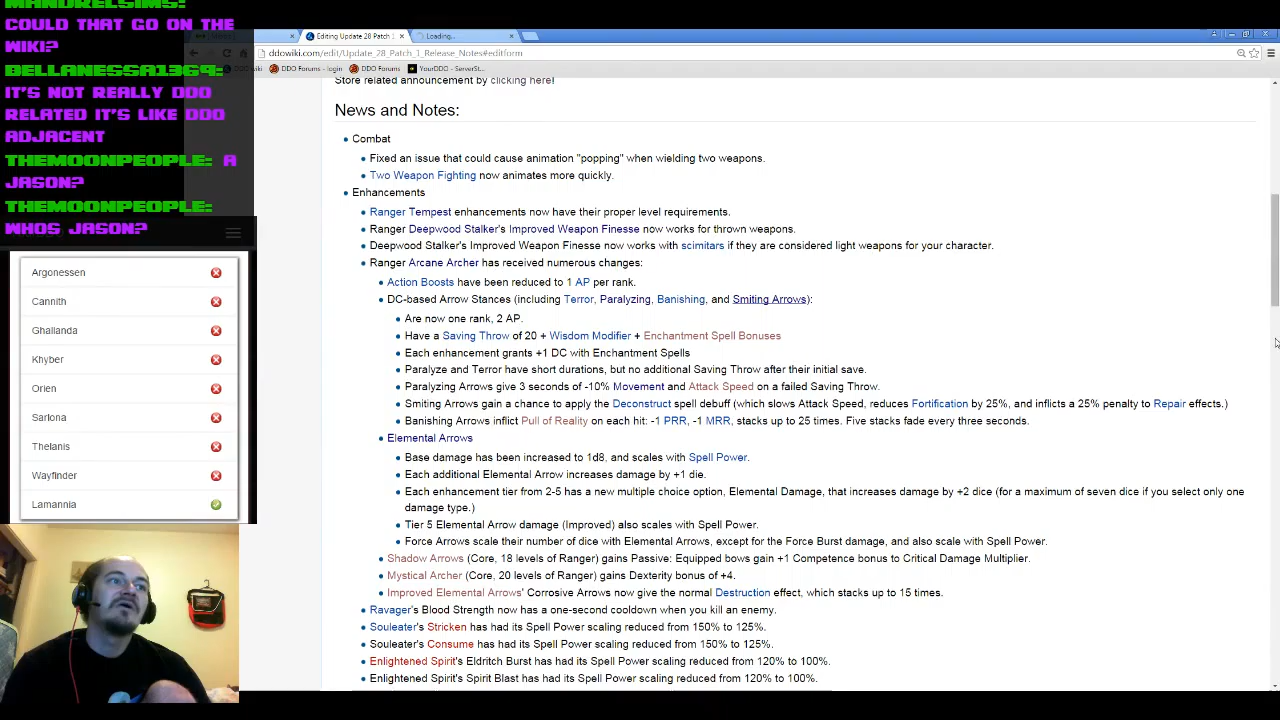 MANDRELSIMS:
COULD THAT GO ON THE
WIKI?
BELLANESSA1369:
IT'S NOT REALLY DDO
RELATED IT'S LIKE DDO
ADJACENT
THEMOONPEOPLE: A
JASON?
THEMOONPEOPLE:
WHOS JASON?
Argonessen
Cannith
Ghallanda
Khyber
Orien
Sarlona
Thelanis
Wayfinder
Lamannia
Editing Update 28 Patch 1
Loading...
ddowiki.com/edit/Update_28_Patch_1_Release_Notes#editform
DDO wiki
DDO Forums - login
DDO Forums
YourDDO - ServerSt...
Store related announcement by clicking here!
News and Notes:
Combat
Fixed an issue that could cause animation "popping" when wielding two weapons.
Two Weapon Fighting now animates more quickly.
Enhancements
Ranger Tempest enhancements now have their proper level requirements.
Ranger Deepwood Stalker's Improved Weapon Finesse now works for thrown weapons.
Deepwood Stalker's Improved Weapon Finesse now works with scimitars if they are considered light weapons for your character.
Ranger Arcane Archer has received numerous changes:
Action Boosts have been reduced to 1 AP per rank.
DC-based Arrow Stances (including Terror, Paralyzing, Banishing, and Smiting Arrows):
Are now one rank, 2 AP.
Have a Saving Throw of 20 + Wisdom Modifier + Enchantment Spell Bonuses
Each enhancement grants +1 DC with Enchantment Spells
Paralyze and Terror have short durations, but no additional Saving Throw after their initial save.
Paralyzing Arrows give 3 seconds of -10% Movement and Attack Speed on a failed Saving Throw.
Smiting Arrows gain a chance to apply the Deconstruct spell debuff (which slows Attack Speed, reduces Fortification by 25%, and inflicts a 25% penalty to Repair effects.)
Banishing Arrows inflict Pull of Reality on each hit: -1 PRR, -1 MRR, stacks up to 25 times. Five stacks fade every three seconds.
Elemental Arrows
Base damage has been increased to 1d8, and scales with Spell Power.
Each additional Elemental Arrow increases damage by +1 die.
Each enhancement tier from 2-5 has a new multiple choice option, Elemental Damage, that increases damage by +2 dice (for a maximum of seven dice if you select only one
damage type.)
Tier 5 Elemental Arrow damage (Improved) also scales with Spell Power.
Force Arrows scale their number of dice with Elemental Arrows, except for the Force Burst damage, and also scale with Spell Power.
Shadow Arrows (Core, 18 levels of Ranger) gains Passive: Equipped bows gain +1 Competence bonus to Critical Damage Multiplier.
Mystical Archer (Core, 20 levels of Ranger) gains Dexterity bonus of +4.
Improved Elemental Arrows' Corrosive Arrows now give the normal Destruction effect, which stacks up to 15 times.
Ravager's Blood Strength now has a one-second cooldown when you kill an enemy.
Souleater's Stricken has had its Spell Power scaling reduced from 150% to 125%.
Souleater's Consume has had its Spell Power scaling reduced from 150% to 125%.
Enlightened Spirit's Eldritch Burst has had its Spell Power scaling reduced from 120% to 100%.
Enlightened Spirit's Spirit Blast has had its Spell Power scaling reduced from 120% to 100%.